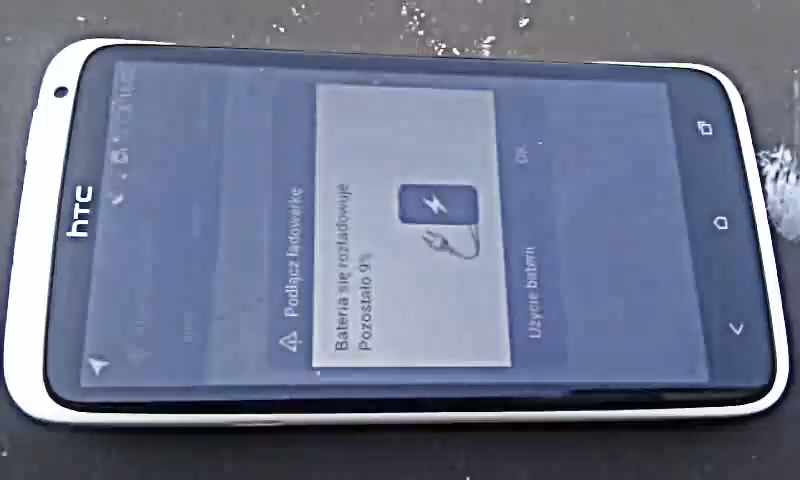 hTC
Podłącz ładowarkę
Bateria się rozładowuje
Pozostało 9%
Użycie baterii
OK